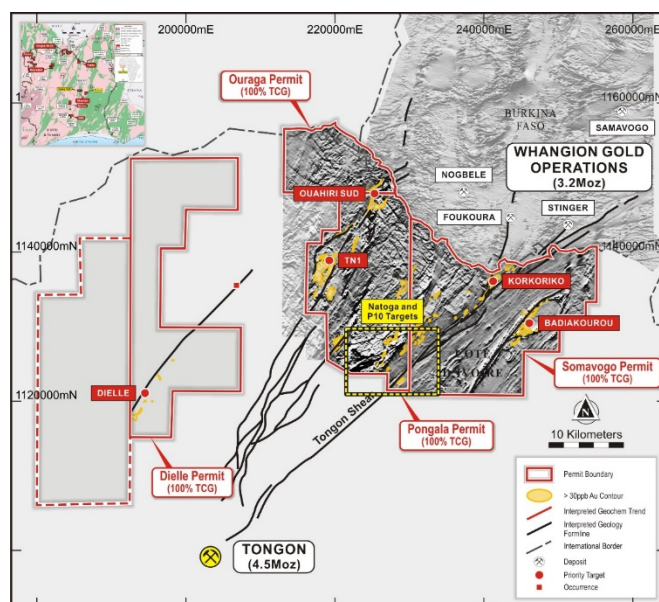 200000mE
220000mE
240000mE
260000mE
Ouraga Permit
(100% TCG)
1160000mN
BURKINA
FASO
SAMAVOGO
WHANGION GOLD
OPERATIONS
(3.2Moz)
NOGBELE
OUAHIRI SUD
FOUKOURA
STINGER
1140000mN
1140000mN
TN1
KORKORIKO
Natoga and
P10 Targets
BADIAKOUROU
COTE
D'IVOIRE
DIELLE
1120000mN
Tongon Shear
Somavogo Permit
(100% TCG)
Pongala Permit
(100% TCG)
10 Kilometers
Dielle Permit
(100% TCG)
TONGON
(4.5Moz)
Permit Boundary
> 30ppb Au Contour
Interpreted Geochem Trend
Interpreted Geology
Formline
International Border
Deposit
Priority Target
Occurrence